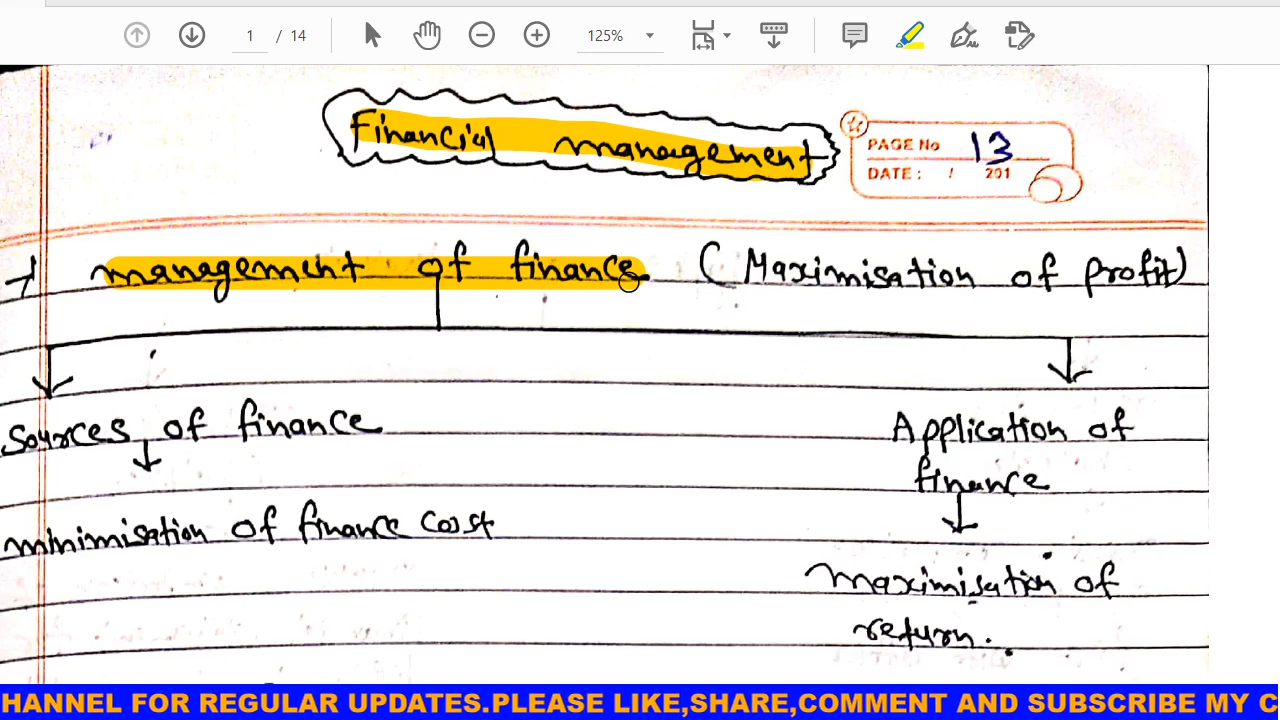 1 / 14
125%
Financial management
PAGE No 13
DATE : / 201
management of finance (Maximisation of profit)
Sources of finance
Application of
finance
minimisation of finance cost
maximisation of
return.
HANNEL FOR REGULAR UPDATES.PLEASE LIKE,SHARE,COMMENT AND SUBSCRIBE MY C